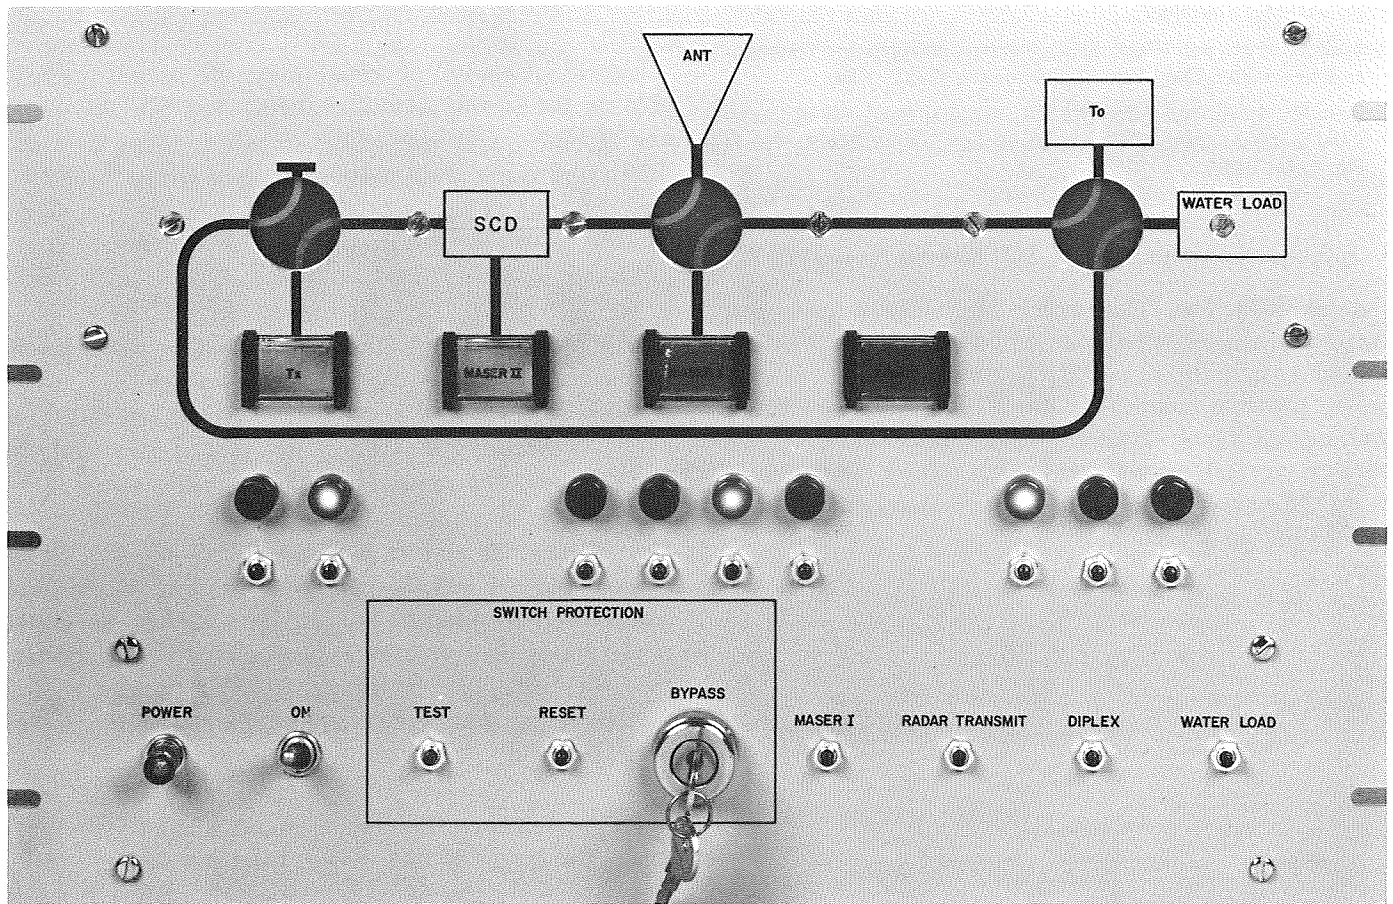 ANT
To
WATER LOAD
SCD
Tx
MASER II
SWITCH PROTECTION
BYPASS
POWER
ON
TEST
RESET
MASER I
RADAR TRANSMIT
DIPLEX
WATER LOAD